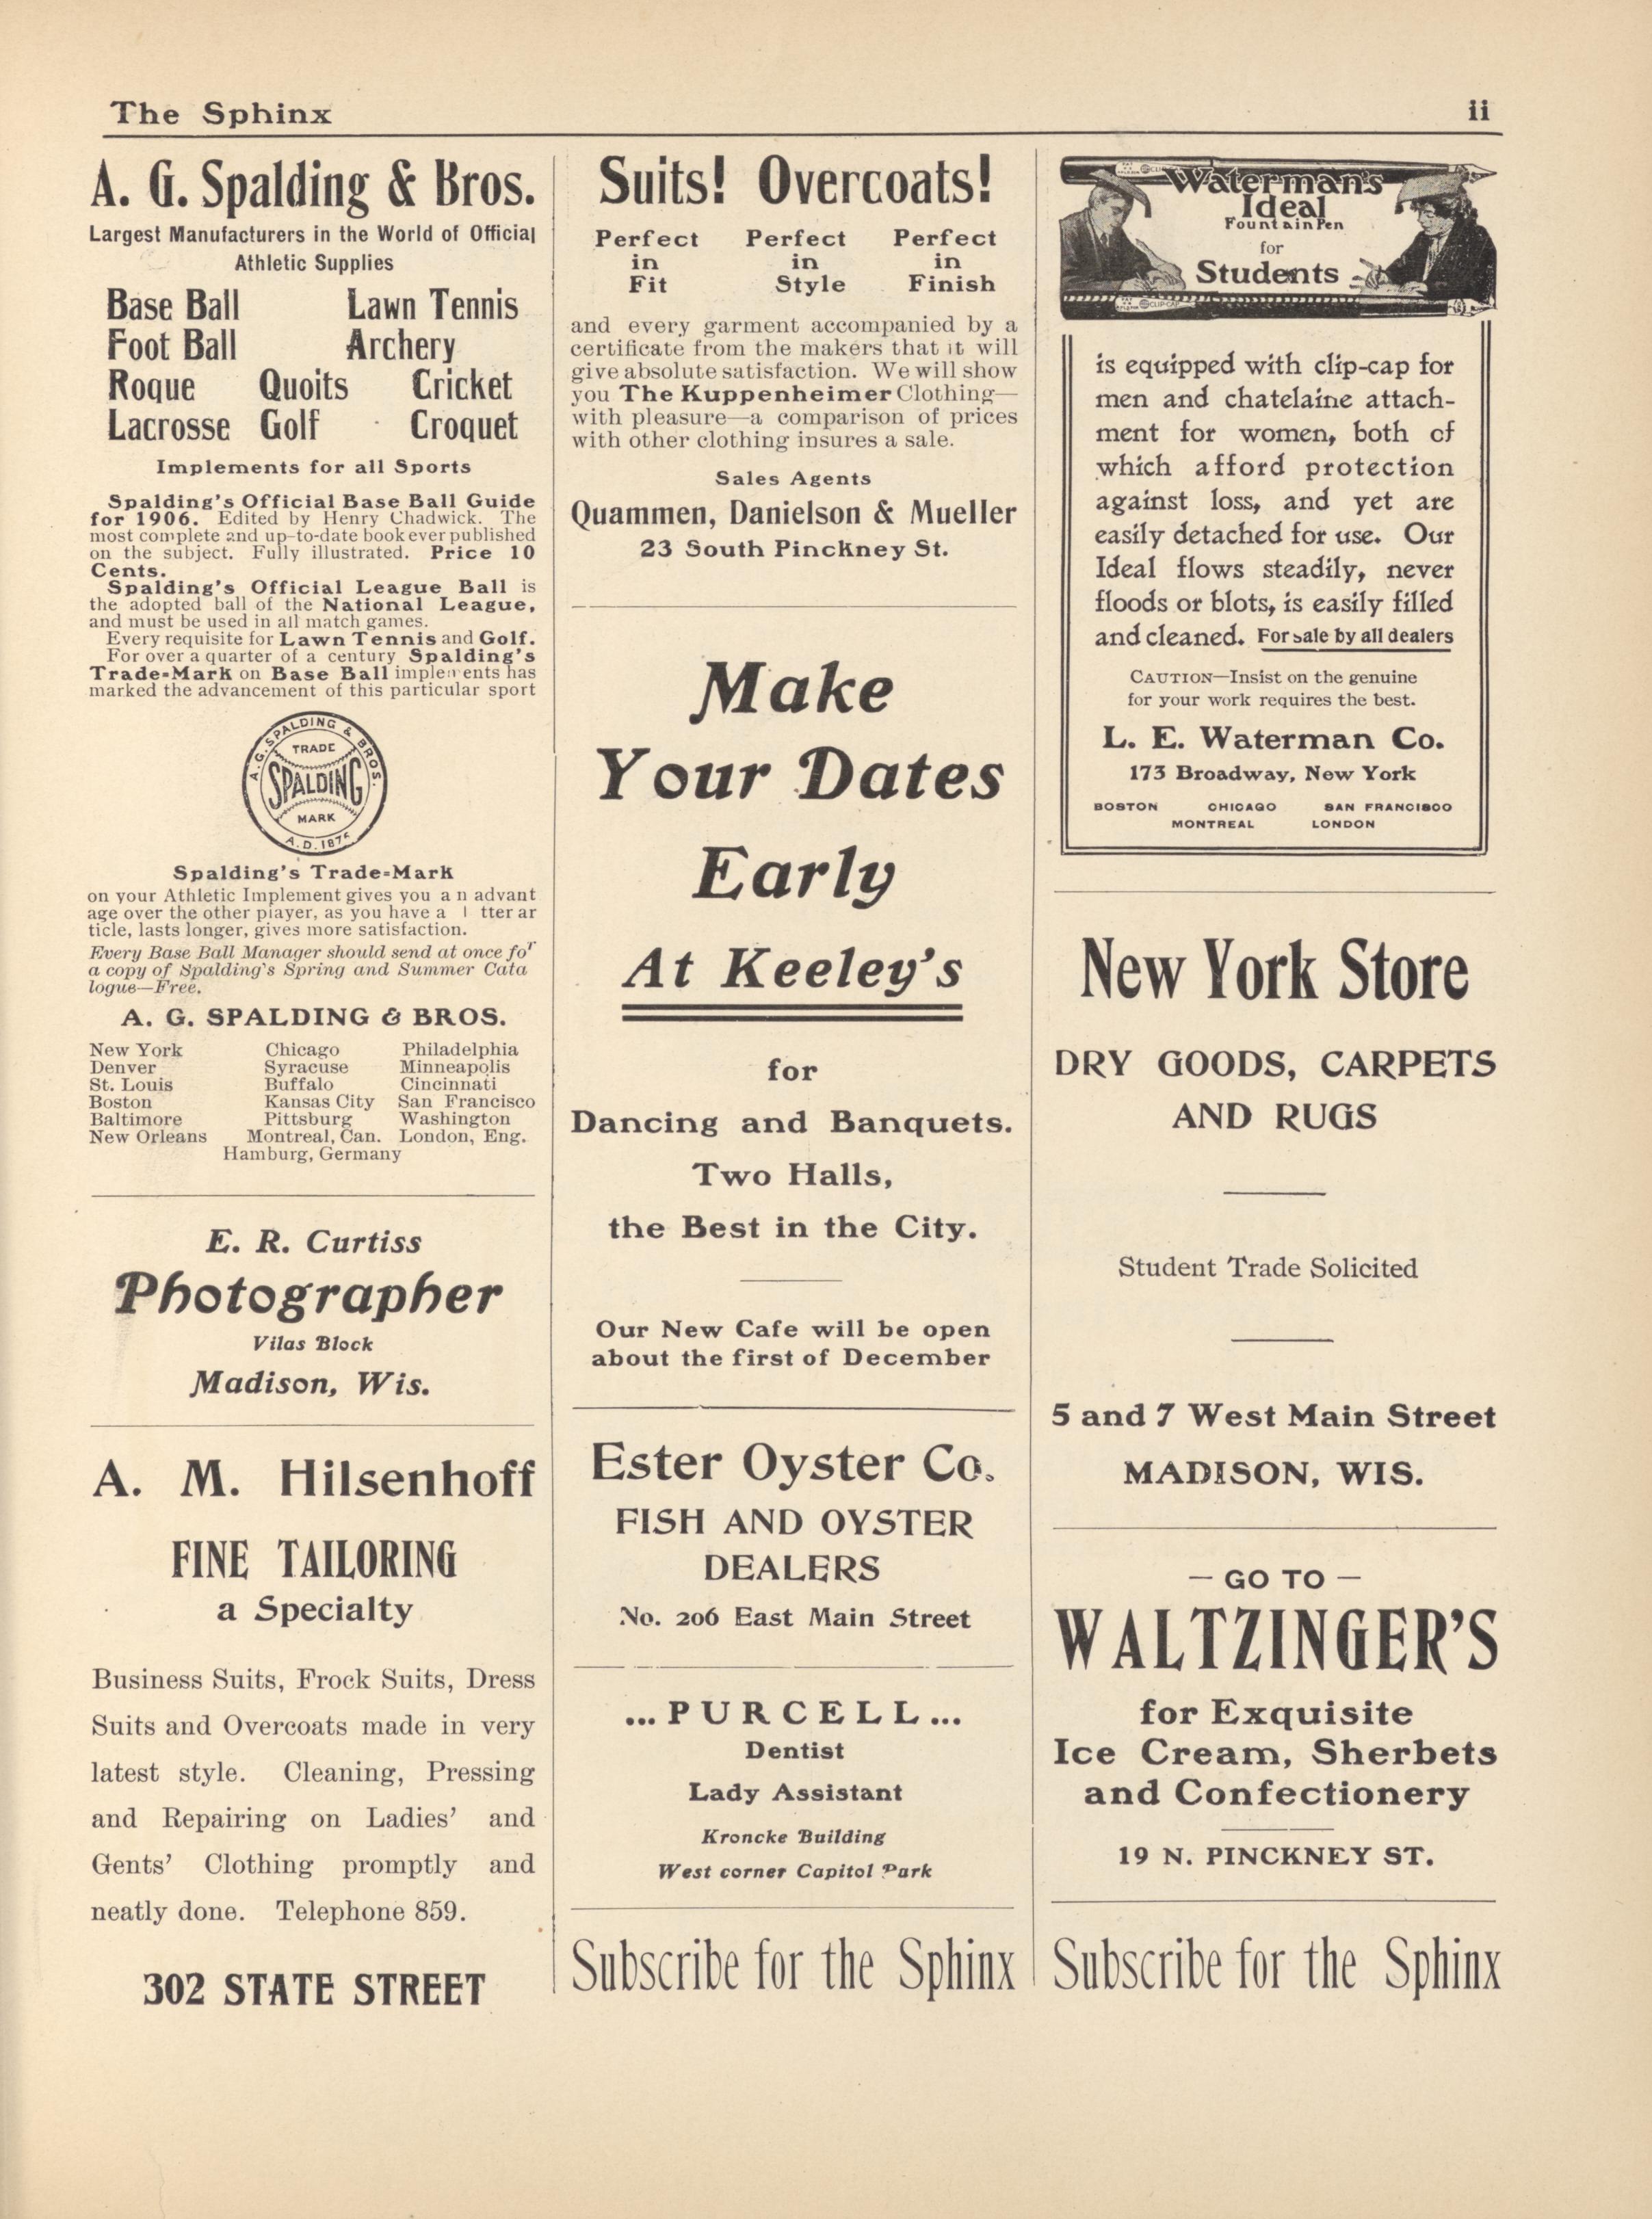 The Sphinx
ii
A. G. Spalding & Bros.
Largest Manufacturers in the World of Official
Athletic Supplies
Base Ball Lawn Tennis
Foot Ball Archery
Roque Quoits Cricket
Lacrosse Golf Croquet
Implements for all Sports
Spalding's Official Base Ball Guide
for 1906. Edited by Henry Chadwick. The
most complete and up-to-date book ever published
on the subject. Fully illustrated. Price 10
Cents.
Spalding's Official League Ball is
the adopted ball of the National League,
and must be used in all match games.
Every requisite for Lawn Tennis and Golf.
For over a quarter of a century Spalding's
Trade-Mark on Base Ball implements has
marked the advancement of this particular sport
A. G. SPALDING & BROS.
TRADE
SPALDING
MARK
A.D. 1876
Spalding's Trade-Mark
on your Athletic Implement gives you a n advant
age over the other player, as you have a tter ar
ticle, lasts longer, gives more satisfaction.
Every Base Ball Manager should send at once for
a copy of Spalding's Spring and Summer Cata
logue—Free.
A. G. SPALDING & BROS.
New York Chicago Philadelphia
Denver Syracuse Minneapolis
St. Louis Buffalo Cincinnati
Boston Kansas City San Francisco
Baltimore Pittsburg Washington
New Orleans Montreal, Can. London, Eng.
Hamburg, Germany
E. R. Curtiss
Photographer
Vilas Block
Madison, Wis.
A. M. Hilsenhoff
FINE TAILORING
a Specialty
Business Suits, Frock Suits, Dress
Suits and Overcoats made in very
latest style. Cleaning, Pressing
and Repairing on Ladies' and
Gents' Clothing promptly and
neatly done. Telephone 859.
302 STATE STREET
Suits! Overcoats!
Perfect Perfect Perfect
in in in
Fit Style Finish
and every garment accompanied by a
certificate from the makers that it will
give absolute satisfaction. We will show
you The Kuppenheimer Clothing—
with pleasure—a comparison of prices
with other clothing insures a sale.
Sales Agents
Quammen, Danielson & Mueller
23 South Pinckney St.
Make
Your Dates
Early
At Keeley's
for
Dancing and Banquets.
Two Halls,
the Best in the City.
Our New Cafe will be open
about the first of December
Ester Oyster Co.
FISH AND OYSTER
DEALERS
No. 206 East Main Street
...PURCELL...
Dentist
Lady Assistant
Kroncke Building
West corner Capitol Park
Subscribe for the Sphinx
Waterman's
Ideal
Fountain Pen
for
Students
CLIP-CAP
is equipped with clip-cap for
men and chatelaine attach-
ment for women, both of
which afford protection
against loss, and yet are
easily detached for use. Our
Ideal flows steadily, never
floods or blots, is easily filled
and cleaned. For sale by all dealers
CAUTION—Insist on the genuine
for your work requires the best.
L. E. Waterman Co.
173 Broadway, New York
BOSTON CHICAGO SAN FRANCISCO
MONTREAL LONDON
New York Store
DRY GOODS, CARPETS
AND RUGS
Student Trade Solicited
5 and 7 West Main Street
MADISON, WIS.
— GO TO —
WALTZINGER'S
for Exquisite
Ice Cream, Sherbets
and Confectionery
19 N. PINCKNEY ST.
Subscribe for the Sphinx